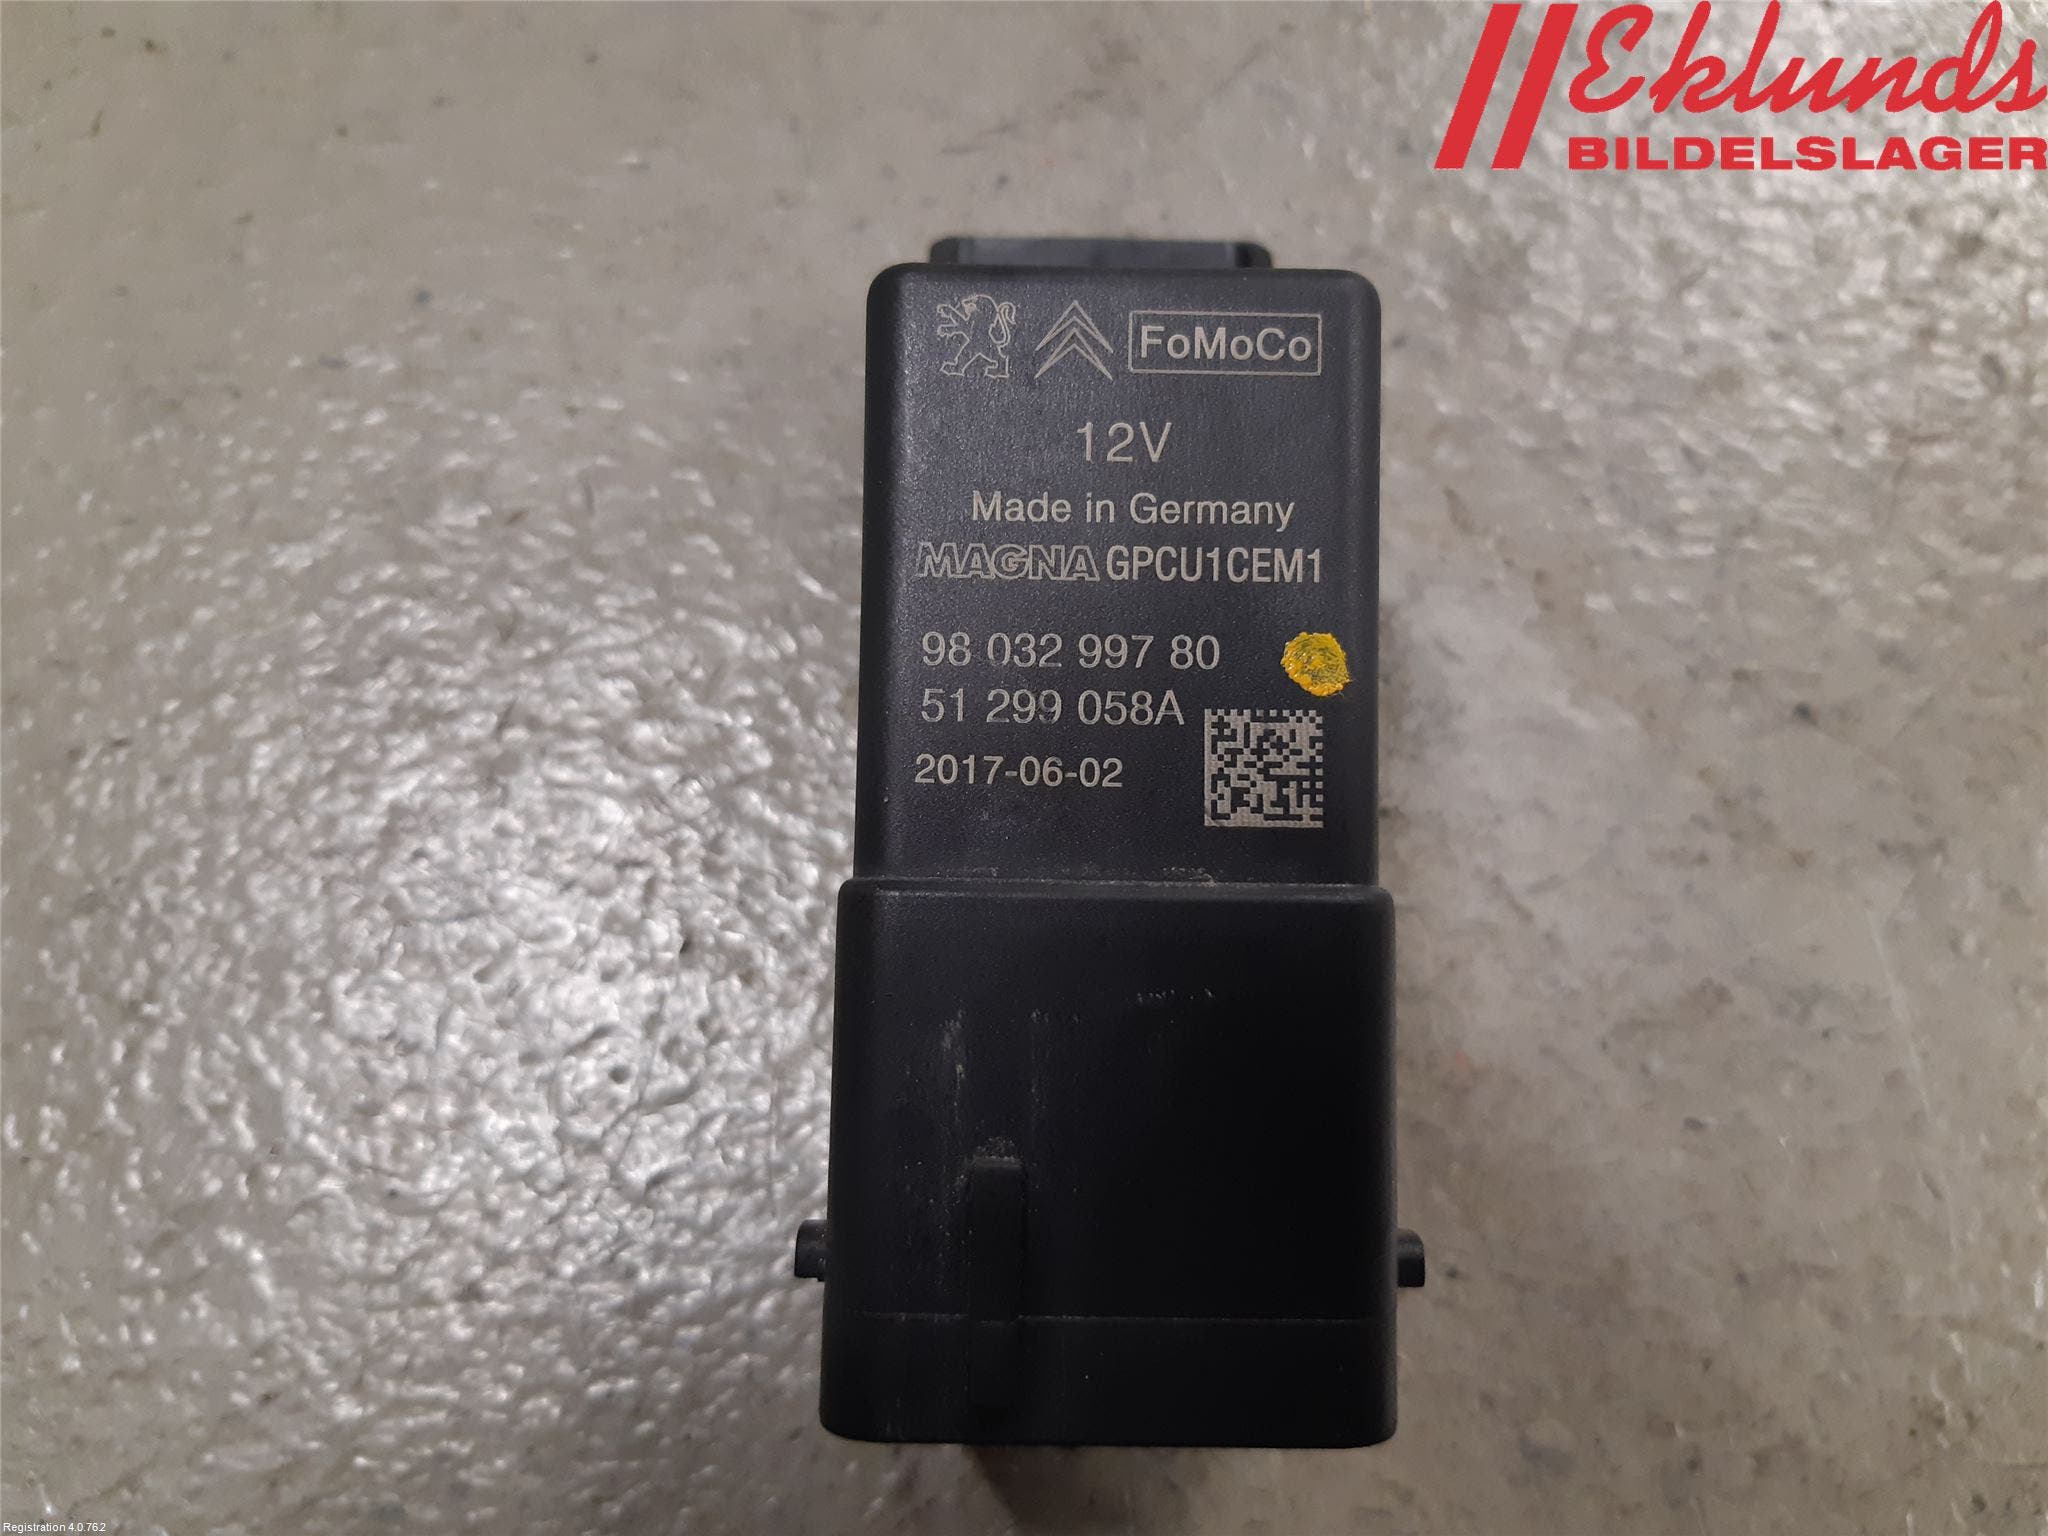 Eklunds
BILDELSLAGER
FoMoCo
12V
Made in Germany
MAGNA GPCU1CEM1
98 032 997 80
51 299 058A
2017-06-02
Registration 4.0.762